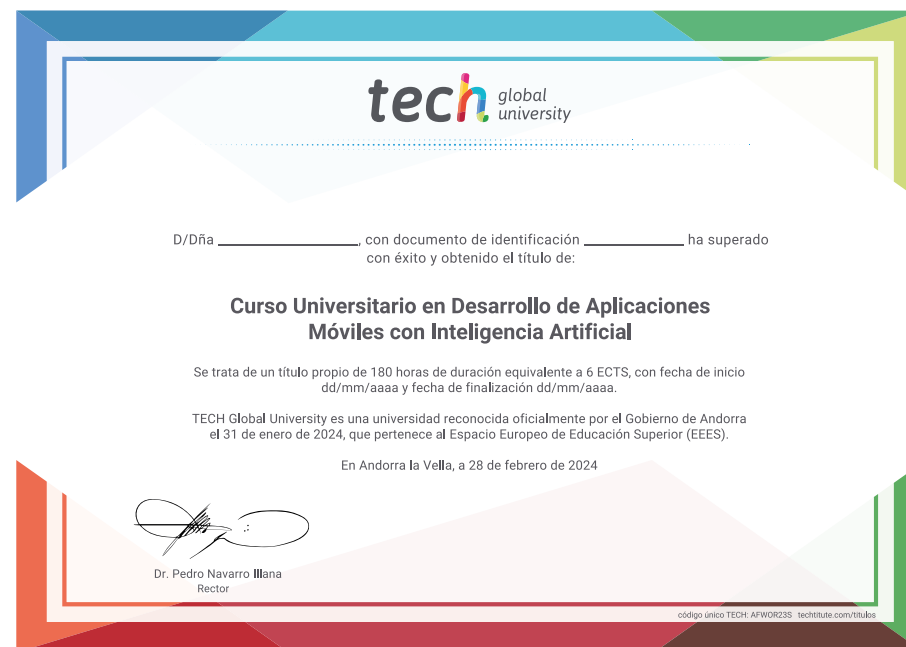 tech global university
D/Dña ____________, con documento de identificación ____________ ha superado
con éxito y obtenido el título de:
Curso Universitario en Desarrollo de Aplicaciones
Móviles con Inteligencia Artificial
Se trata de un título propio de 180 horas de duración equivalente a 6 ECTS, con fecha de inicio
dd/mm/aaaa y fecha de finalización dd/mm/aaaa.
TECH Global University es una universidad reconocida oficialmente por el Gobierno de Andorra
el 31 de enero de 2024, que pertenece al Espacio Europeo de Educación Superior (EEES).
En Andorra la Vella, a 28 de febrero de 2024
Dr. Pedro Navarro Illana
Rector
código único TECH: AFWOR23S techtitute.com/titulos